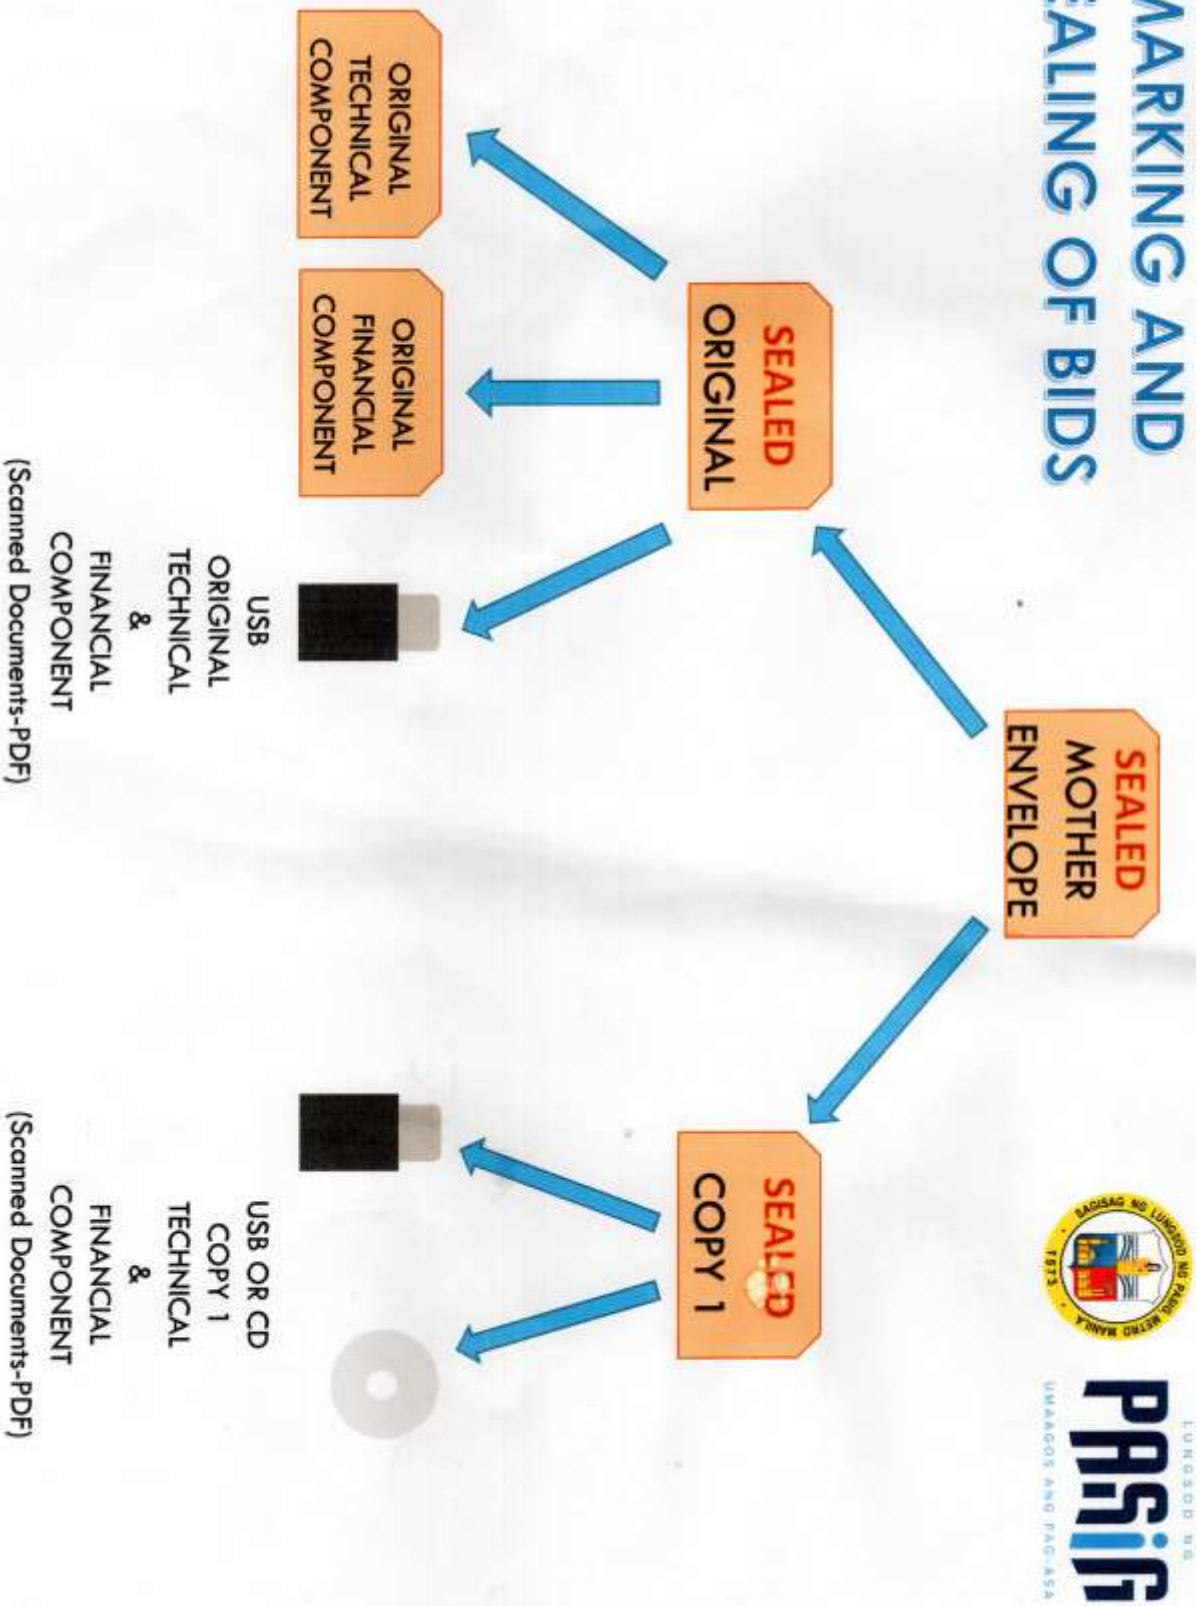 MARKING AND
EALING OF BIDS
LUNGSOD NG
PASIG
UMAAGOS ANG PAG-ASA
SAGISAG NG LUNGSOD NG PASIG, METRO MANILA
1573
SEALED
MOTHER
ENVELOPE
SEALED
ORIGINAL
SEALED
COPY 1
ORIGINAL
TECHNICAL
COMPONENT
ORIGINAL
FINANCIAL
COMPONENT
USB
ORIGINAL
TECHNICAL
&
FINANCIAL
COMPONENT
(Scanned Documents-PDF)
USB OR CD
COPY 1
TECHNICAL
&
FINANCIAL
COMPONENT
(Scanned Documents-PDF)